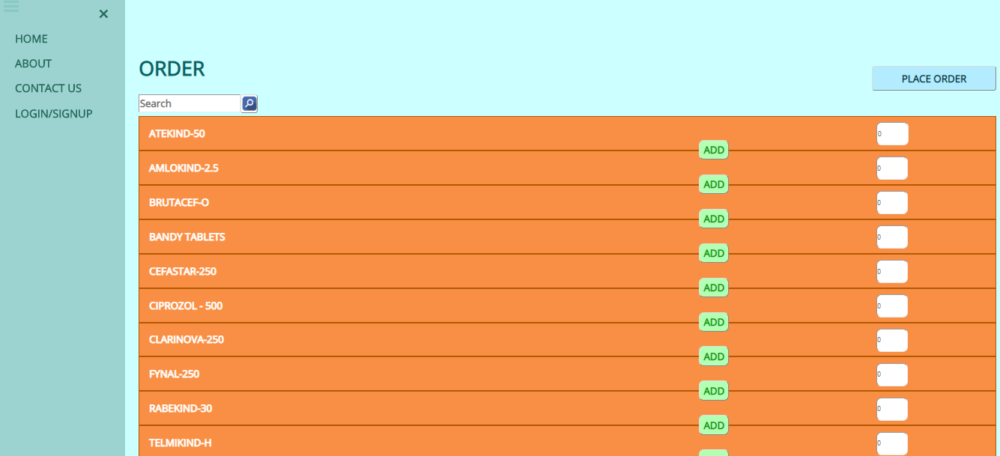 HOME
ABOUT
CONTACT US
LOGIN/SIGNUP
ORDER
PLACE ORDER
Search
ATEKIND-50
0
ADD
AMLOKIND-2.5
0
ADD
BRUTACEF-O
0
ADD
BANDY TABLETS
0
ADD
CEFASTAR-250
0
ADD
CIPROZOL - 500
0
ADD
CLARINOVA-250
0
ADD
FYNAL-250
0
ADD
RABEKIND-30
0
ADD
TELMIKIND-H
0